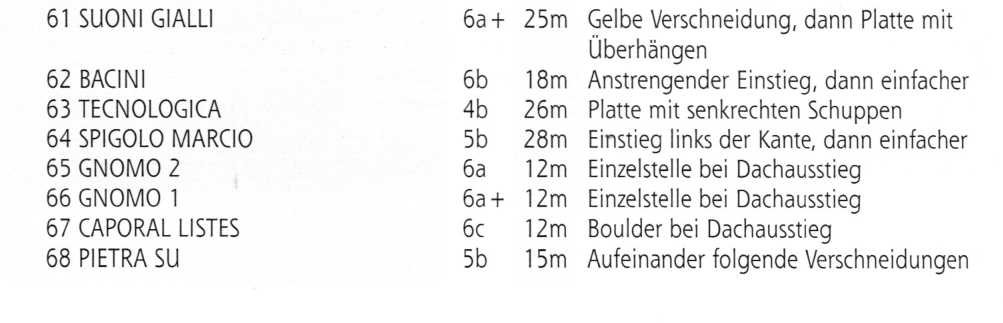 61 SUONI GIALLI 6a+ 25m Gelbe Verschneidung, dann Platte mit
Überhängen
62 BACINI 6b 18m Anstrengender Einstieg, dann einfacher
63 TECNOLOGICA 4b 26m Platte mit senkrechten Schuppen
64 SPIGOLO MARCIO 5b 28m Einstieg links der Kante, dann einfacher
65 GNOMO 2 6a 12m Einzelstelle bei Dachausstieg
66 GNOMO 1 6a+ 12m Einzelstelle bei Dachausstieg
67 CAPORAL LISTES 6c 12m Boulder bei Dachausstieg
68 PIETRA SU 5b 15m Aufeinander folgende Verschneidungen